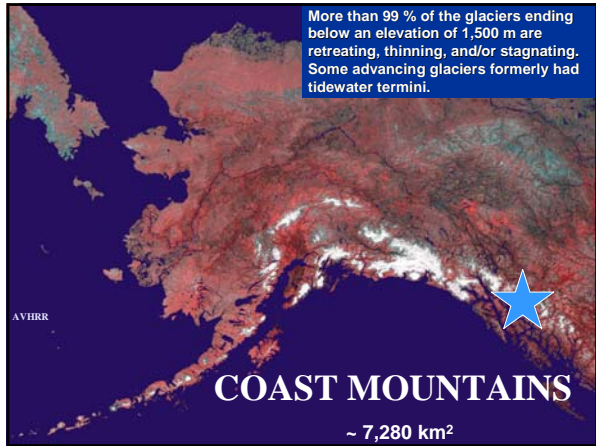 More than 99 % of the glaciers ending
below an elevation of 1,500 m are
retreating, thinning, and/or stagnating.
Some advancing glaciers formerly had
tidewater termini.
AVHRR
COAST MOUNTAINS
~ 7,280 km²